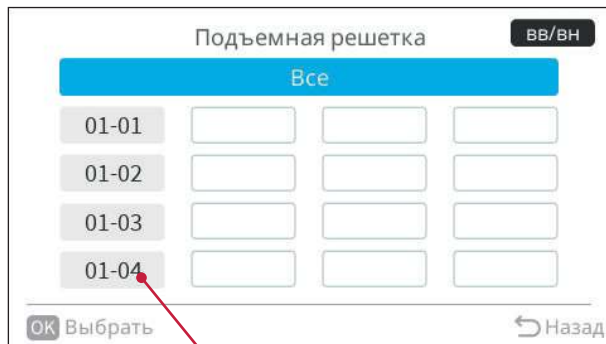 Подъемная решетка
вв/вн
Все
01-01
01-02
01-03
01-04
OK Выбрать
Назад